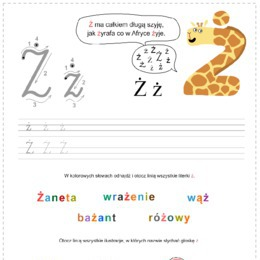 Ż ma całkiem długą szyję,
jak żyrafa co w Afryce żyje.
Ż ż
ż ż ż
Ż Ż Ż
W kolorowych słowach odnajdź i otocz linią wszystkie literki ż.
Żaneta wrażenie wąż
bażant różowy
Otocz linią wszystkie ilustracje, w których nazwie słychać głoskę ż